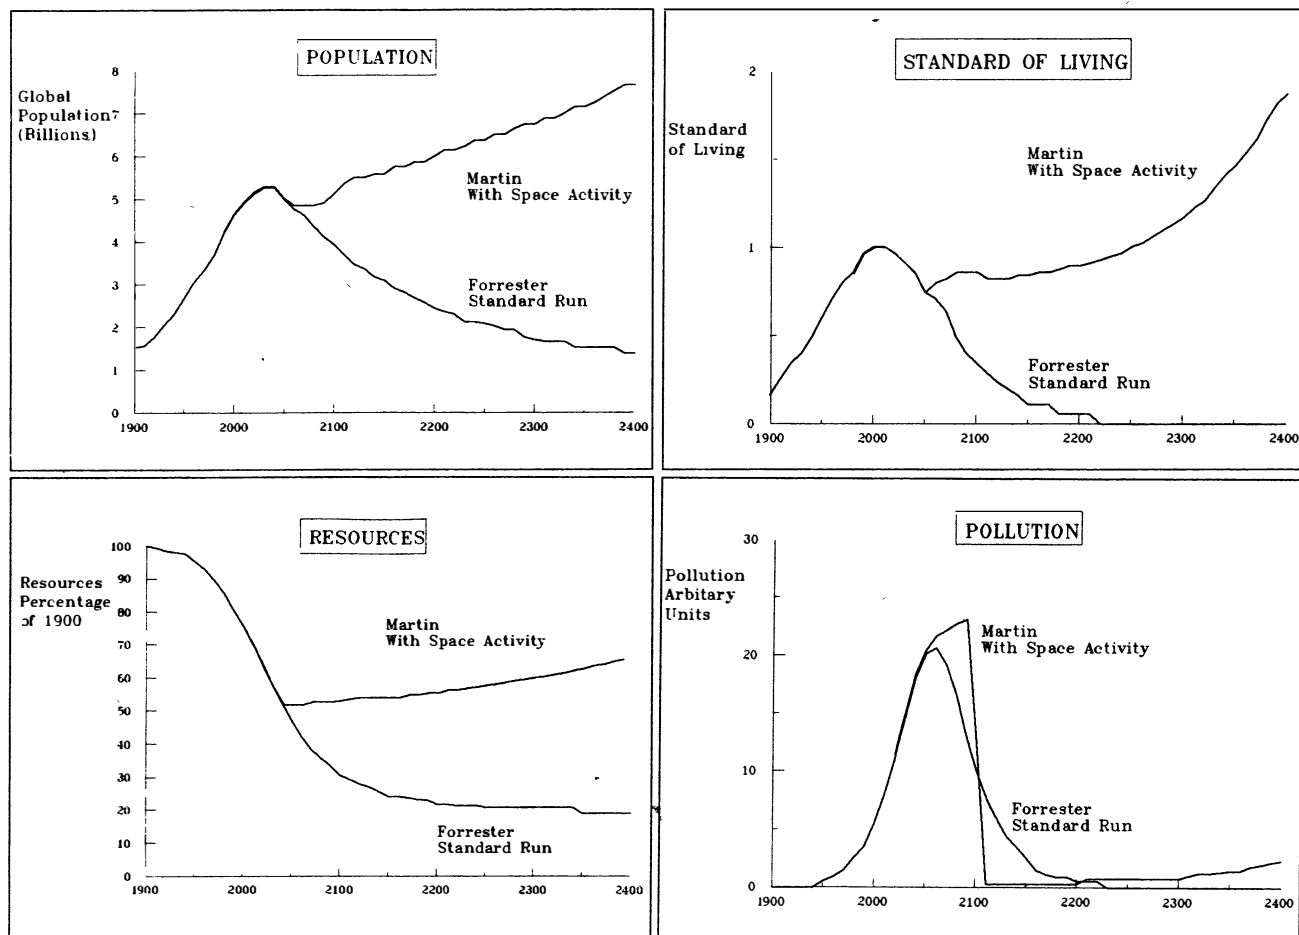 POPULATION
8
Global
Population
7
(Billions)
6
5
4
3
2
1
0
Martin
With Space Activity
Forrester
Standard Run
1900
2000
2100
2200
2300
2400
STANDARD OF LIVING
2
Standard
of Living
1
0
Martin
With Space Activity
Forrester
Standard Run
1900
2000
2100
2200
2300
2400
RESOURCES
100
90
Resources
Percentage
of 1900
80
70
60
50
40
30
20
10
0
Martin
With Space Activity
Forrester
Standard Run
1900
2000
2100
2200
2300
2400
POLLUTION
30
Pollution
Arbitary
Units
20
10
0
Martin
With Space Activity
Forrester
Standard Run
1900
2000
2100
2200
2300
2400